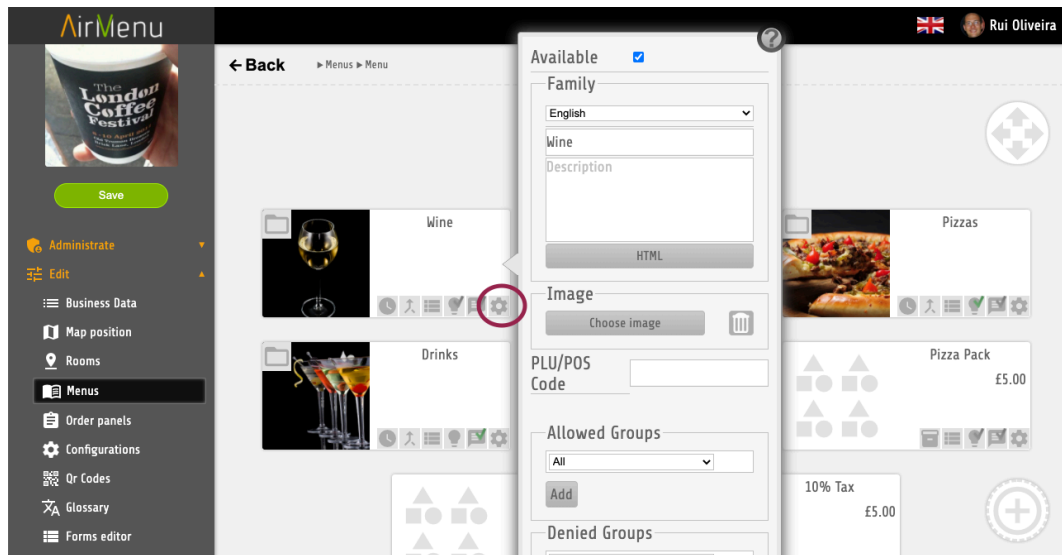 AirMenu
Rui Oliveira
The
London
Coffee
Festival
Save
Administrate
Edit
Business Data
Map position
Rooms
Menus
Order panels
Configurations
Qr Codes
Glossary
Forms editor
Back
Menus
Menu
Wine
Drinks
Available
Family
English
Wine
Description
HTML
Image
Choose image
PLU/POS
Code
Allowed Groups
All
Add
Denied Groups
Pizzas
Pizza Pack
£5.00
10% Tax
£5.00